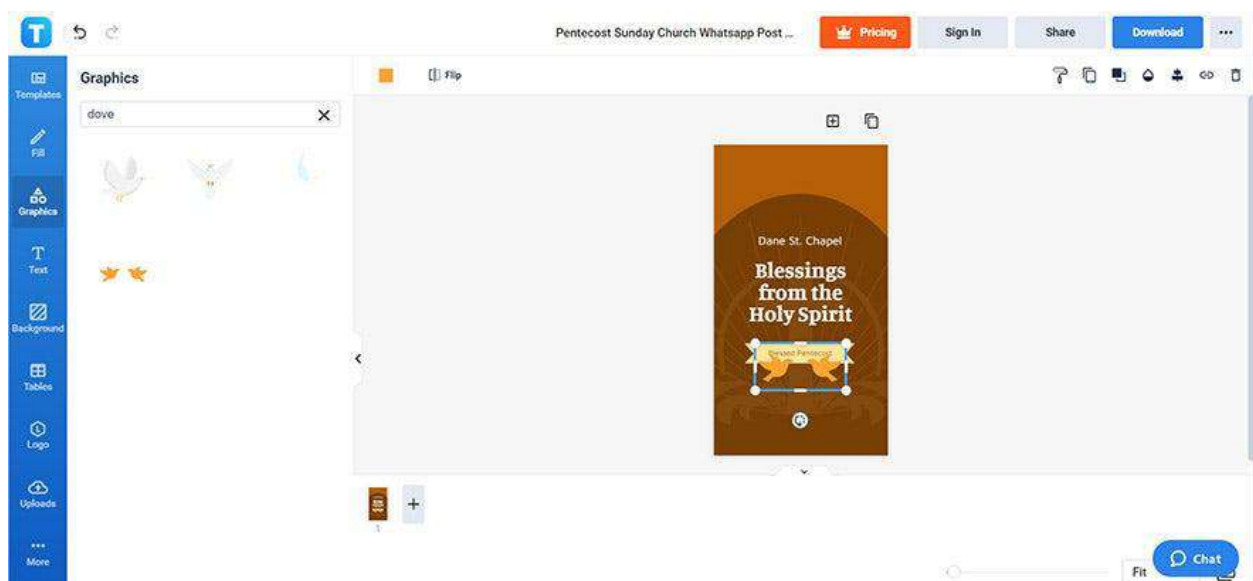 T
Pentecost Sunday Church Whatsapp Post ...
Pricing
Sign In
Share
Download
Templates
Fill
Graphics
Text
Background
Tables
Logo
Uploads
More
Graphics
dove
Flip
Dane St. Chapel
Blessings
from the
Holy Spirit
Blessed Pentecost
1
Fit
Chat